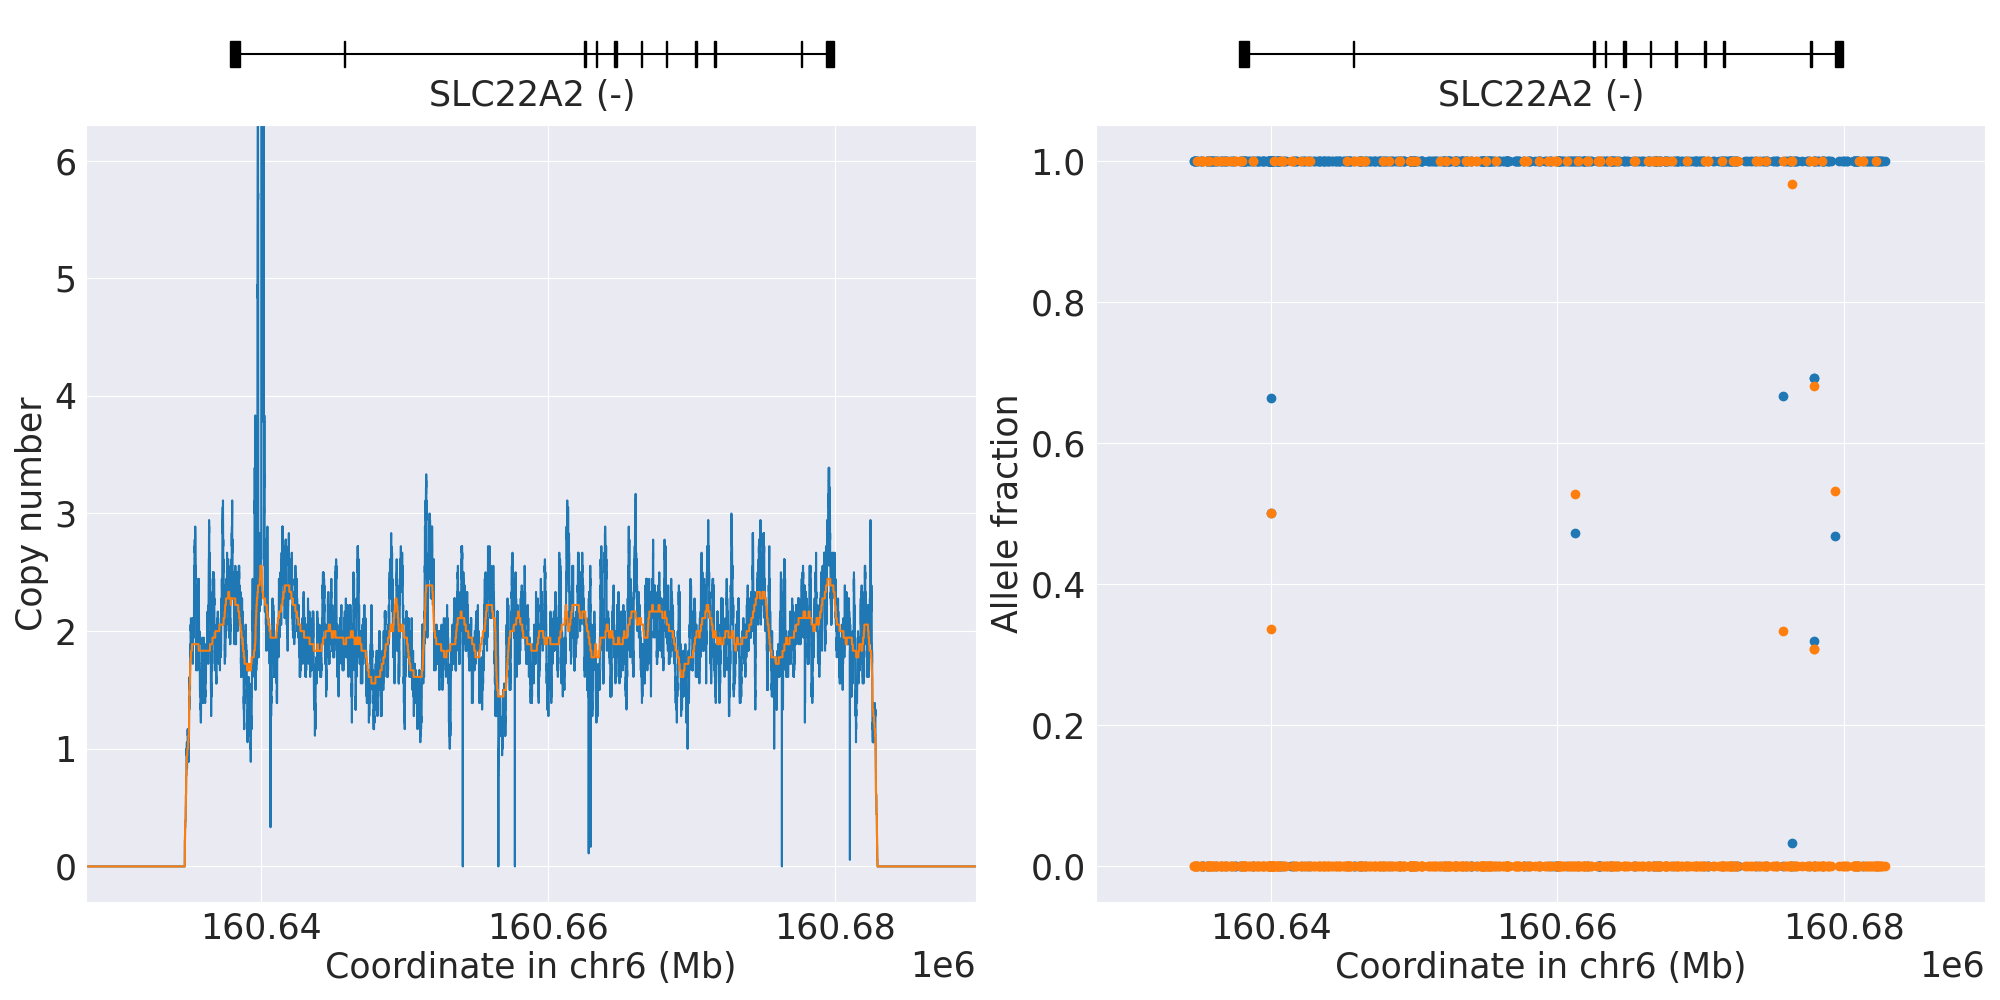 SLC22A2 (-)
6
5
4
3
2
1
0
Copy number
160.64 160.66 160.68
Coordinate in chr6 (Mb) 1e6
SLC22A2 (-)
1.0
0.8
0.6
0.4
0.2
0.0
Allele fraction
160.64 160.66 160.68
Coordinate in chr6 (Mb) 1e6